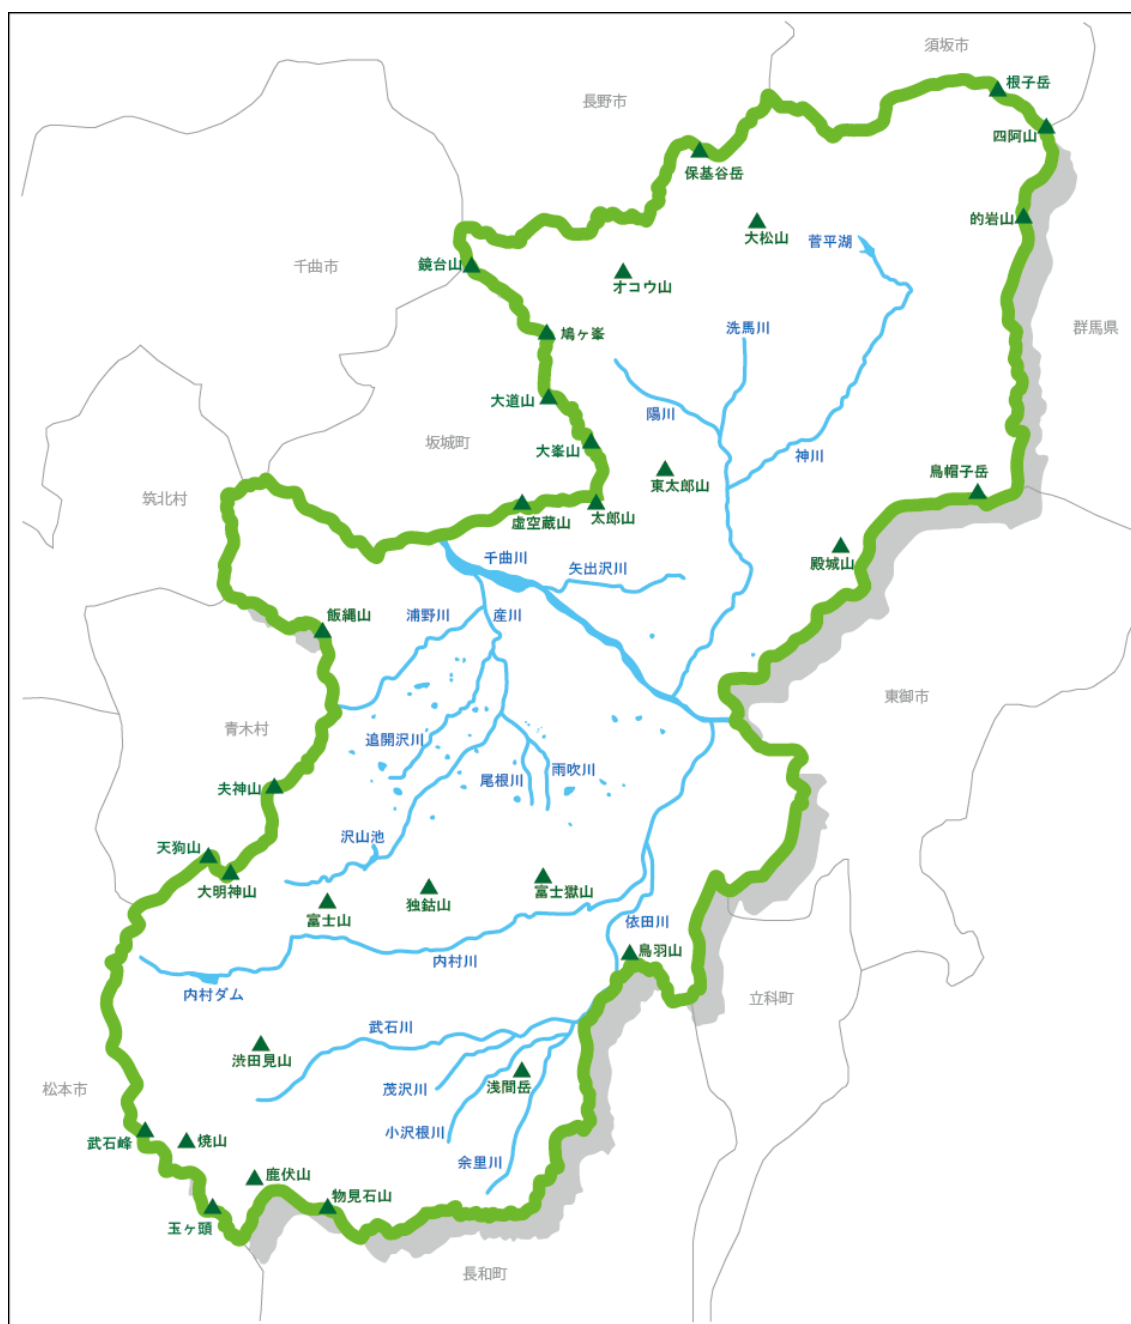 須坂市
根子岳
長野市
四阿山
保基谷岳
的岩山
大松山
菅平湖
鏡台山
千曲市
オコウ山
洗馬川
群馬県
鳩ヶ峯
大道山
陽川
坂城町
大峯山
神川
東太郎山
烏帽子岳
筑北村
虚空蔵山
太郎山
千曲川
矢出沢川
殿城山
飯縄山
浦野川
産川
東御市
青木村
追開沢川
雨吹川
尾根川
夫神山
沢山池
天狗山
大明神山
独鈷山
富士嶽山
富士山
依田川
鳥羽山
内村川
内村ダム
立科町
武石川
渋田見山
松本市
茂沢川
浅間岳
小沢根川
武石峰
焼山
余里川
鹿伏山
物見石山
玉ヶ頭
長和町